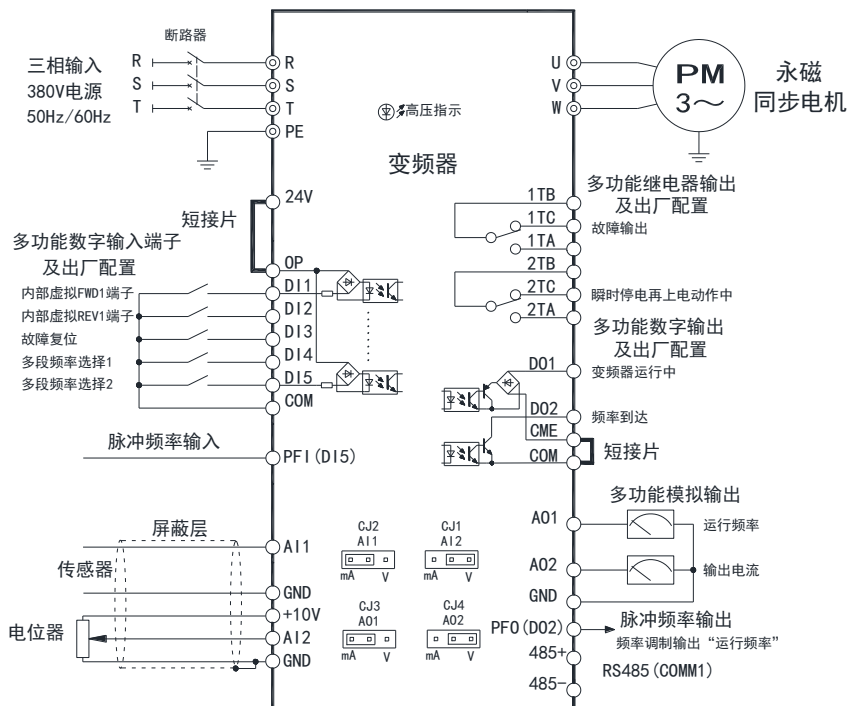 断路器
三相输入
380V电源
50Hz/60Hz
R
S
T
R
S
T
PE
高压指示
变频器
U
V
W
PM
3～
永磁
同步电机
24V
短接片
OP
多功能数字输入端子
及出厂配置
内部虚拟FWD1端子
DI1
内部虚拟REV1端子
DI2
故障复位
DI3
多段频率选择1
DI4
多段频率选择2
DI5
COM
脉冲频率输入
PFI(DI5)
屏蔽层
传感器
AI1
GND
+10V
电位器
AI2
GND
CJ2
AI1
mA V
CJ1
AI2
mA V
CJ3
AO1
mA V
CJ4
AO2
mA V
多功能继电器输出
及出厂配置
1TB
1TC
故障输出
1TA
2TB
2TC
瞬时停电再上电动作中
2TA
多功能数字输出
及出厂配置
DO1
变频器运行中
DO2
频率到达
CME
COM
短接片
多功能模拟输出
AO1
运行频率
AO2
输出电流
GND
PFO(DO2)
脉冲频率输出
频率调制输出“运行频率”
485+
RS485(COMM1)
485-